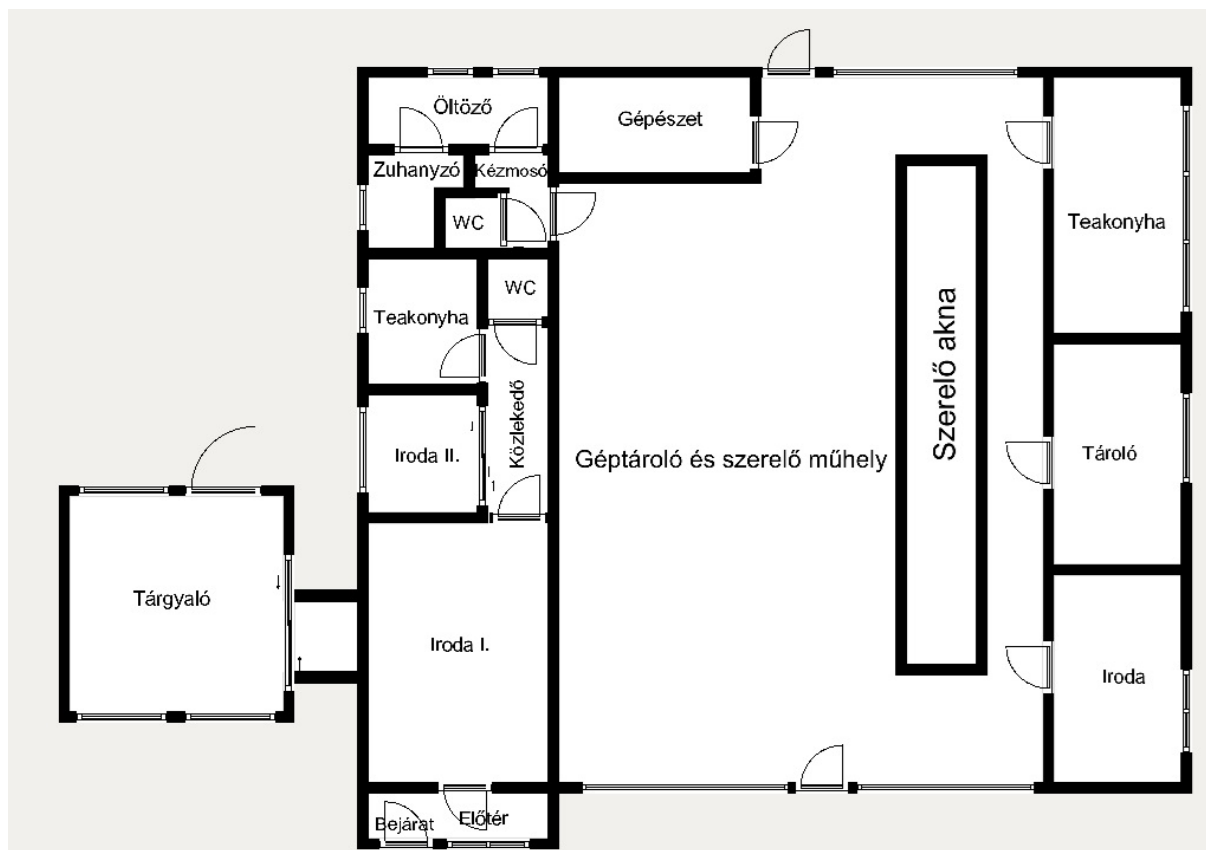 Öltöző
Gépészet
Zuhanyzó
Kézmosó
WC
Teakonyha
WC
Teakonyha
Közlekedő
Szerelő akna
Iroda II.
Géptároló és szerelő műhely
Tároló
Tárgyaló
Iroda I.
Iroda
Bejárat
Előtér